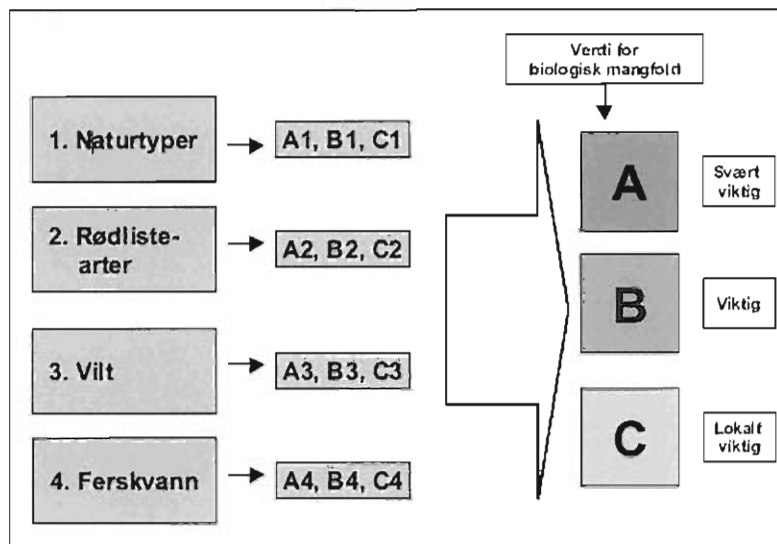 Verdi for
biologisk mangfold
1. Naturtyper
A1, B1, C1
2. Rødliste-
arter
A2, B2, C2
3. Vilt
A3, B3, C3
4. Ferskvann
A4, B4, C4
A
Svært
viktig
B
Viktig
C
Lokalt
viktig